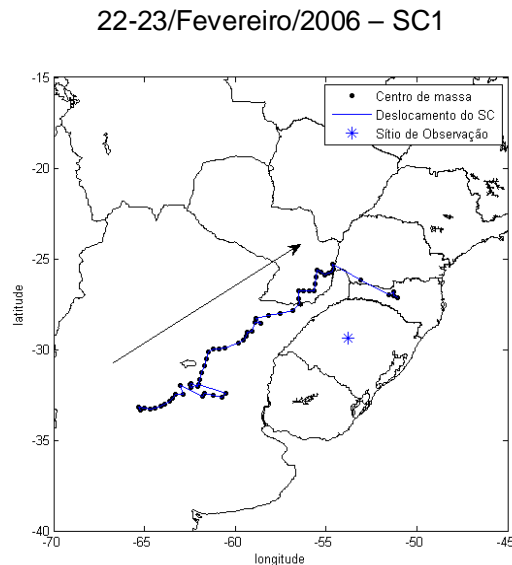 22-23/Fevereiro/2006 – SC1
Centro de massa
Deslocamento do SC
Sítio de Observação
-15
-20
-25
-30
-35
-40
latitude
-70
-65
-60
-55
-50
-45
longitude